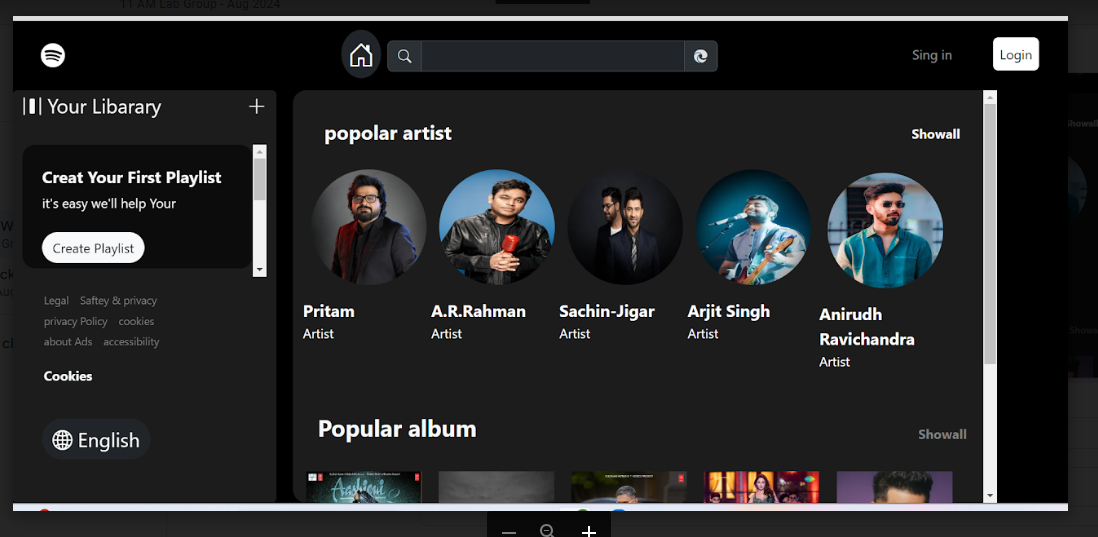 11 AM Lab Group - Aug 2024
Sing in
Login
Your Libarary
Creat Your First Playlist
it's easy we'll help Your
Create Playlist
Legal Saftey & privacy
privacy Policy cookies
about Ads accessibility
Cookies
English
popolar artist
Showall
Pritam
Artist
A.R.Rahman
Artist
Sachin-Jigar
Artist
Arjit Singh
Artist
Anirudh
Ravichandra
Artist
Popular album
Showall
Aashiqui
Showall